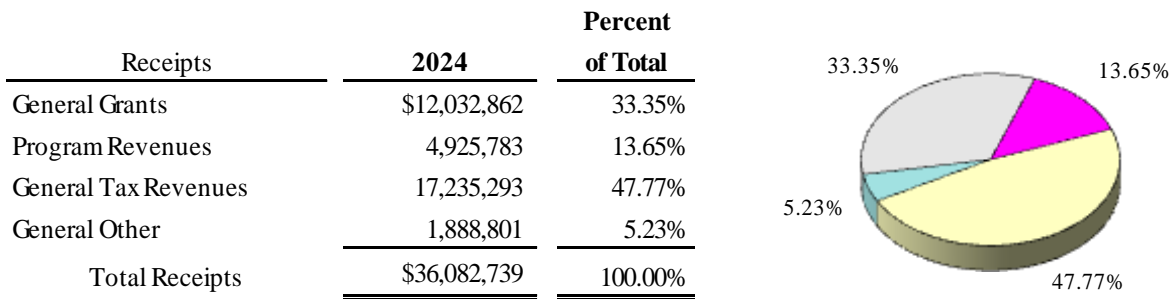 Percent
Receipts 2024 of Total
General Grants $12,032,862 33.35%
Program Revenues 4,925,783 13.65%
General Tax Revenues 17,235,293 47.77%
General Other 1,888,801 5.23%
Total Receipts $36,082,739 100.00%
33.35%
13.65%
5.23%
47.77%